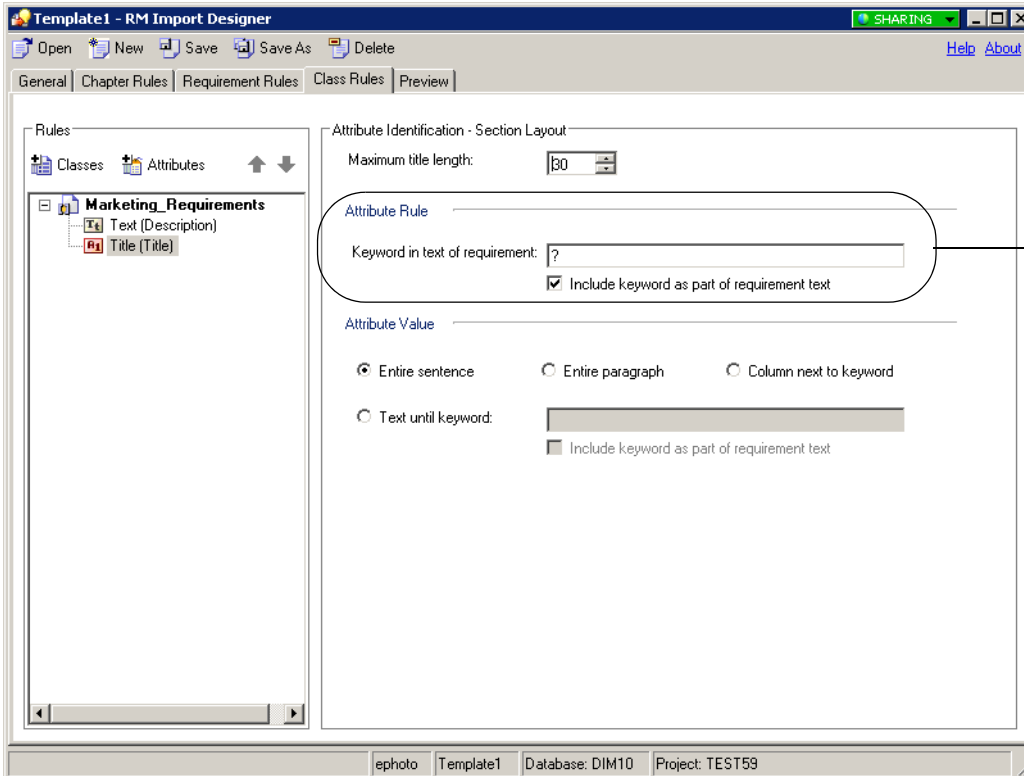 Template1 - RM Import Designer
SHARING
Open New Save Save As Delete
Help About
General Chapter Rules Requirement Rules Class Rules Preview
Rules
Classes Attributes
Marketing_Requirements
Text (Description)
Title (Title)
Attribute Identification - Section Layout
Maximum title length: 30
Attribute Rule
Keyword in text of requirement: ?
Include keyword as part of requirement text
Attribute Value
Entire sentence Entire paragraph Column next to keyword
Text until keyword:
Include keyword as part of requirement text
ephoto Template1 Database: DIM10 Project: TEST59